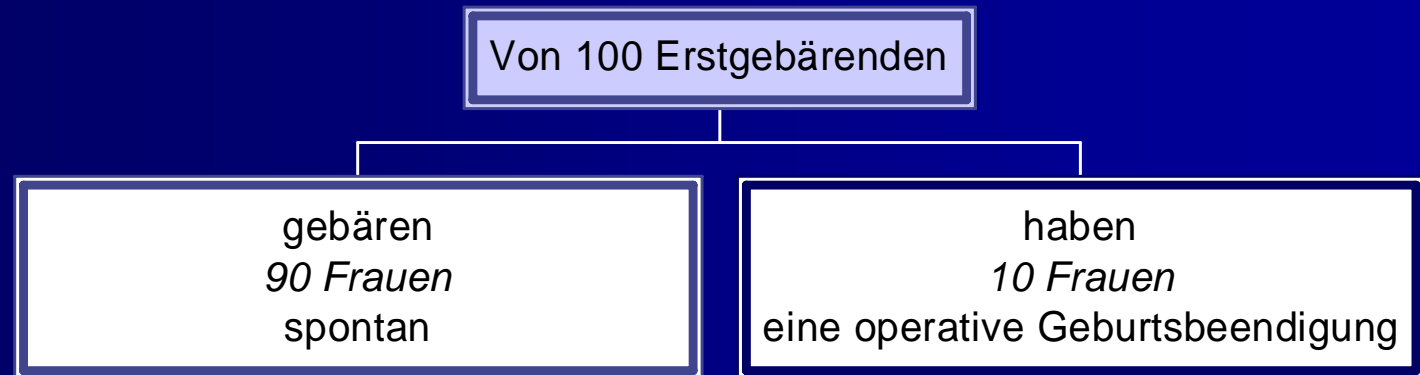 Von 100 Erstgebärenden
gebären
90 Frauen
spontan
haben
10 Frauen
eine operative Geburtsbeendigung